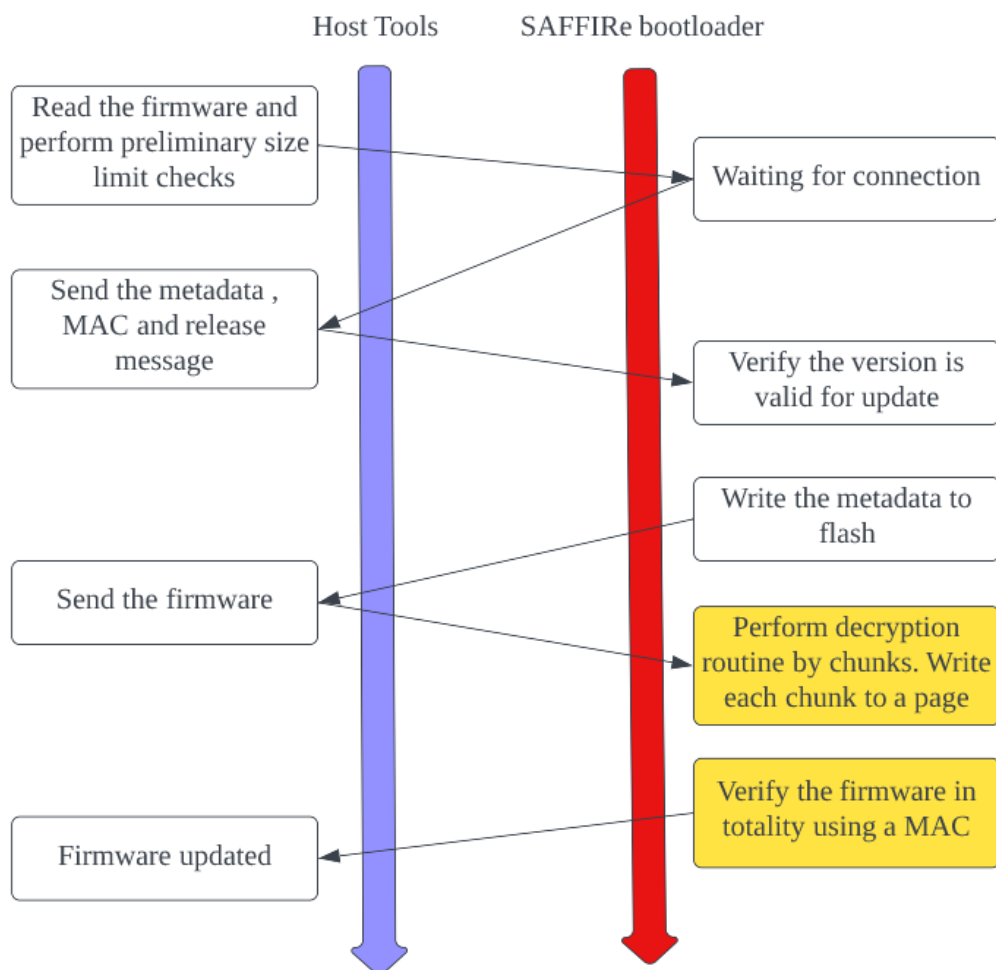 Host Tools
SAFFIRe bootloader
Read the firmware and
perform preliminary size
limit checks
Waiting for connection
Send the metadata ,
MAC and release
message
Verify the version is
valid for update
Write the metadata to
flash
Send the firmware
Perform decryption
routine by chunks. Write
each chunk to a page
Verify the firmware in
totality using a MAC
Firmware updated